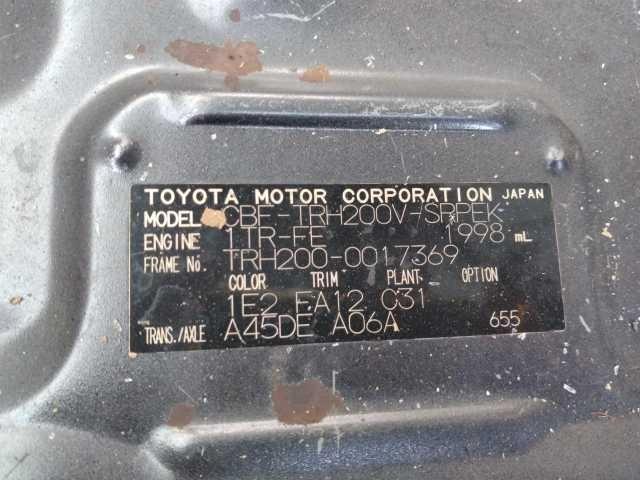 TOYOTA MOTOR CORPORATION JAPAN
MODEL CBF-TRH200V-SRPEK
ENGINE 1TR-FE 1998 mL
FRAME No. TRH200-0017369
COLOR TRIM PLANT OPTION
1E2 FA12 C31
TRANS./AXLE A45DE A06A 655